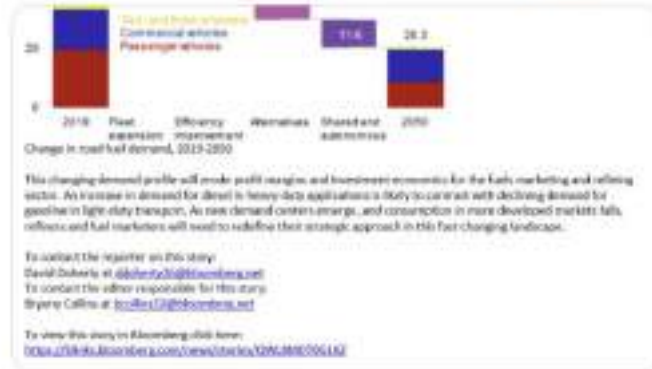 Two- and three-wheelers
Commercial vehicles
20 Passenger vehicles 11.6 20.3
0
2019 Fleet Efficiency Alternatives Shared and 2050
expansion improvement autonomous
Change in road fuel demand, 2019-2050
This changing demand profile will erode profit margins and investment economics for the fuels marketing and refining
sector. An increase in demand for diesel in heavy-duty applications is likely to contrast with declining demand for
gasoline in light-duty transport. As new demand centers emerge, and consumption in more developed markets falls,
refiners and fuel marketers will need to redefine their strategic approach in this fast-changing landscape.
To contact the reporter on this story:
David Doherty at
To contact the editor responsible for this story:
Bryony Collins at
To view this story in Bloomberg click here: